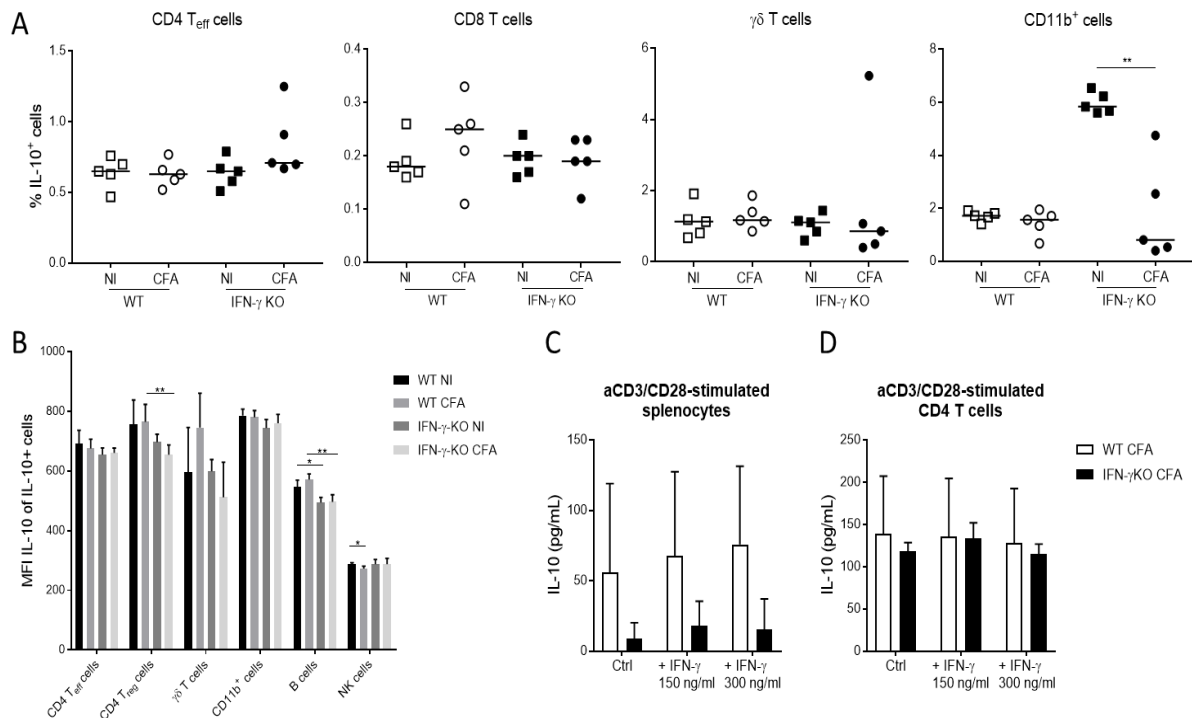 A
CD4 Teff cells
CD8 T cells
γδ T cells
CD11b+ cells
% IL-10+ cells
1.5
1.0
0.5
0.0
NI
CFA
NI
CFA
WT
IFN-γ KO
0.4
0.3
0.2
0.1
0.0
NI
CFA
NI
CFA
WT
IFN-γ KO
6
4
2
0
NI
CFA
NI
CFA
WT
IFN-γ KO
**
8
6
4
2
0
NI
CFA
NI
CFA
WT
IFN-γ KO
B
MFI IL-10 of IL-10+ cells
1000
800
600
400
200
0
**
*
**
*
CD4 Teff cells
CD4 Treg cells
γδ T cells
CD11b+ cells
B cells
NK cells
WT NI
WT CFA
IFN-γ-KO NI
IFN-γ-KO CFA
C
aCD3/CD28-stimulated
splenocytes
IL-10 (pg/mL)
150
100
50
0
Ctrl
+ IFN-γ
150 ng/ml
+ IFN-γ
300 ng/ml
D
aCD3/CD28-stimulated
CD4 T cells
IL-10 (pg/mL)
250
200
150
100
50
0
Ctrl
+ IFN-γ
150 ng/ml
+ IFN-γ
300 ng/ml
WT CFA
IFN-γKO CFA